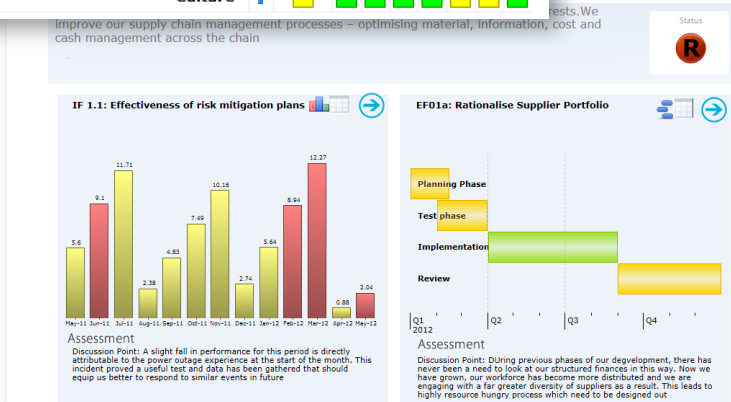 Culture
rests.We
improve our supply chain management processes – optimising material, information, cost and
cash management across the chain
Status
R
IF 1.1: Effectiveness of risk mitigation plans
12.27
11.71
10.16
9.1
8.94
7.49
5.6
5.64
4.83
2.38
2.74
2.04
0.88
May-11 Jun-11 Jul-11 Aug-11 Sep-11 Oct-11 Nov-11 Dec-11 Jan-12 Feb-12 Mar-12 Apr-12 May-12
Assessment
Discussion Point: A slight fall in performance for this period is directly
attributable to the power outage experience at the start of the month. This
incident proved a useful test and data has been gathered that should
equip us better to respond to similar events in future
EF01a: Rationalise Supplier Portfolio
Planning Phase
Test phase
Implementation
Review
Q1 Q2 Q3 Q4
2012
Assessment
Discussion Point: DUring previous phases of our degvelopment, there has
never been a need to look at our structured finances in this way. Now we
have grown, our workforce has become more distributed and we are
engaging with a far greater diversity of suppliers as a result. This leads to
highly resource hungry process which need to be designed out